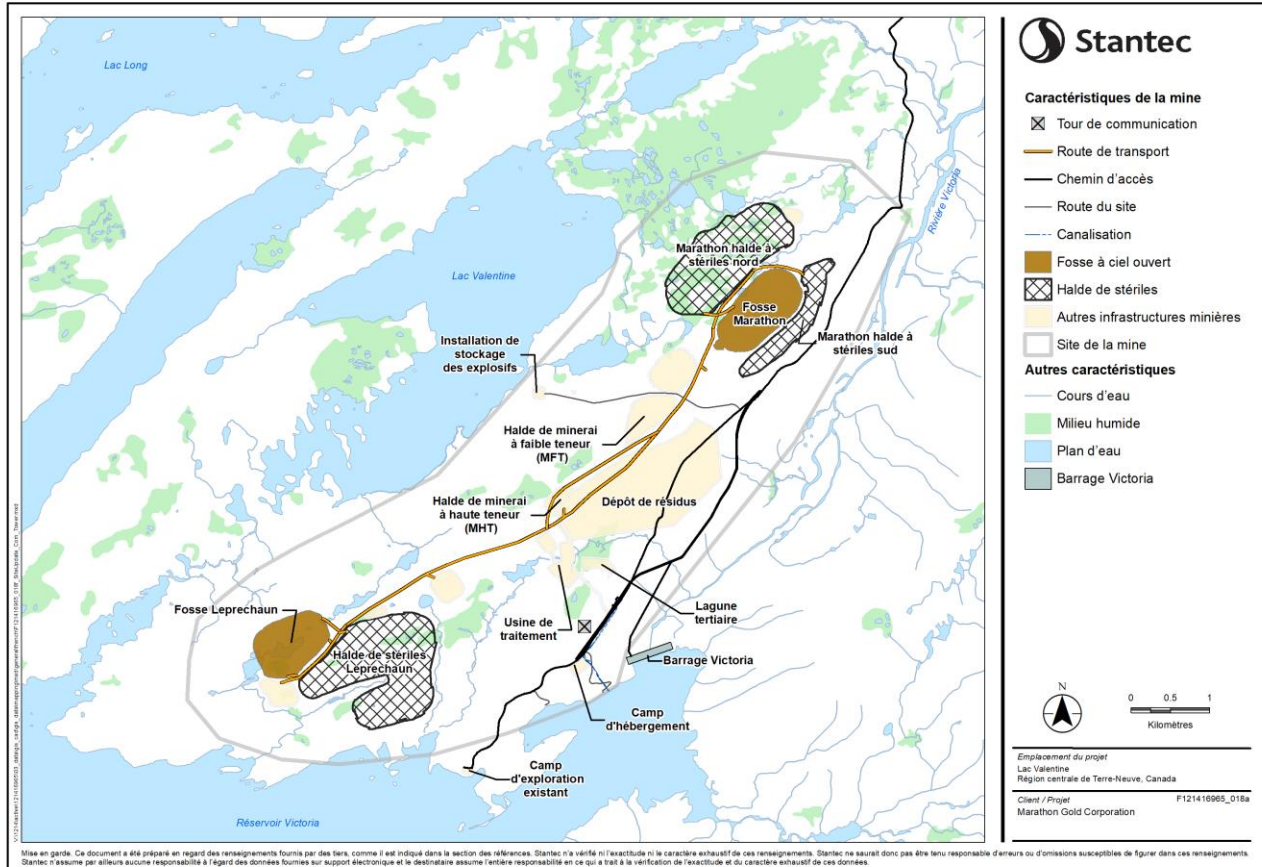 Lac Long
Lac Valentine
Rivière Victoria
Marathon halde à
stériles nord
Fosse
Marathon
Marathon halde à
stériles sud
Installation de
stockage
des explosifs
Halde de minerai
à faible teneur
(MFT)
Halde de minerai
à haute teneur
(MHT)
Dépôt de résidus
Fosse Leprechaun
Halde de stériles
Leprechaun
Usine de
traitement
Lagune
tertiaire
Barrage Victoria
Camp
d'hébergement
Camp
d'exploration
existant
Réservoir Victoria
Stantec
Caractéristiques de la mine
Tour de communication
Route de transport
Chemin d'accès
Route du site
Canalisation
Fosse à ciel ouvert
Halde de stériles
Autres infrastructures minières
Site de la mine
Autres caractéristiques
Cours d'eau
Milieu humide
Plan d'eau
Barrage Victoria
N
0 0.5 1
Kilomètres
Emplacement du projet
Lac Valentine
Région centrale de Terre-Neuve, Canada
Client / Projet F121416965_018a
Marathon Gold Corporation
Mise en garde. Ce document a été préparé en regard des renseignements fournis par des tiers, comme il est indiqué dans la section des références. Stantec n'a vérifié ni l'exactitude ni le caractère exhaustif de ces renseignements. Stantec ne saurait donc pas être tenu responsable d'erreurs ou d'omissions susceptibles de figurer dans ces renseignements.
Stantec n'assume par ailleurs aucune responsabilité à l'égard des données fournies sur support électronique et le destinataire assume l'entière responsabilité en ce qui a trait à la vérification de l'exactitude et du caractère exhaustif de ces données.